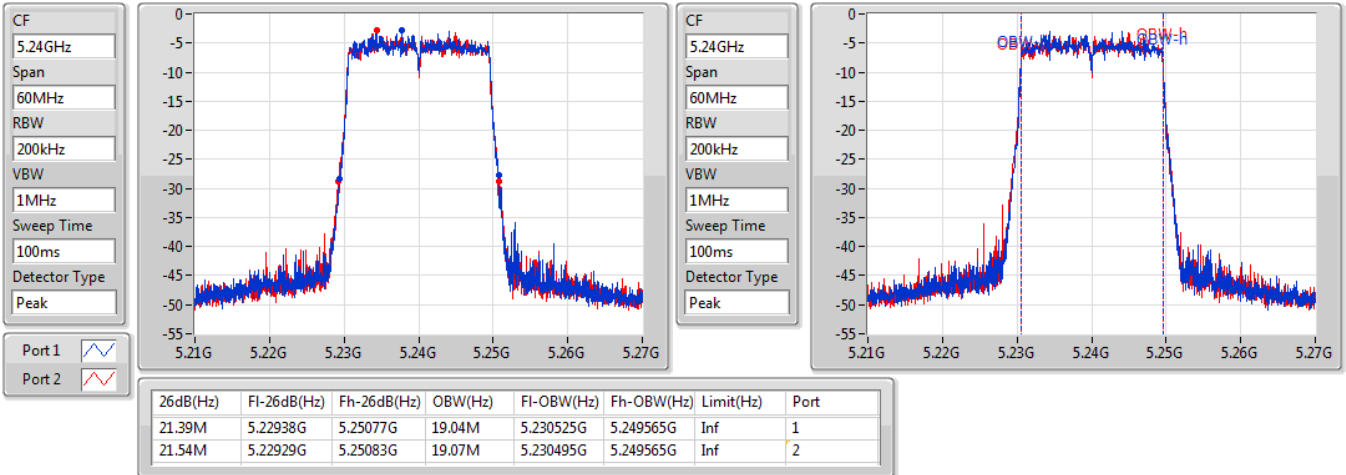 CF
5.24GHz
Span
60MHz
RBW
200kHz
VBW
1MHz
Sweep Time
100ms
Detector Type
Peak
Port 1
Port 2
0
-5
-10
-15
-20
-25
-30
-35
-40
-45
-50
-55
5.21G 5.22G 5.23G 5.24G 5.25G 5.26G 5.27G
CF
5.24GHz
Span
60MHz
RBW
200kHz
VBW
1MHz
Sweep Time
100ms
Detector Type
Peak
0
-5
-10
-15
-20
-25
-30
-35
-40
-45
-50
-55
OBW
OBW-h
OBW-h
5.21G 5.22G 5.23G 5.24G 5.25G 5.26G 5.27G
26dB(Hz) Fl-26dB(Hz) Fh-26dB(Hz) OBW(Hz) Fl-OBW(Hz) Fh-OBW(Hz) Limit(Hz) Port
21.39M 5.22938G 5.25077G 19.04M 5.230525G 5.249565G Inf 1
21.54M 5.22929G 5.25083G 19.07M 5.230495G 5.249565G Inf 2